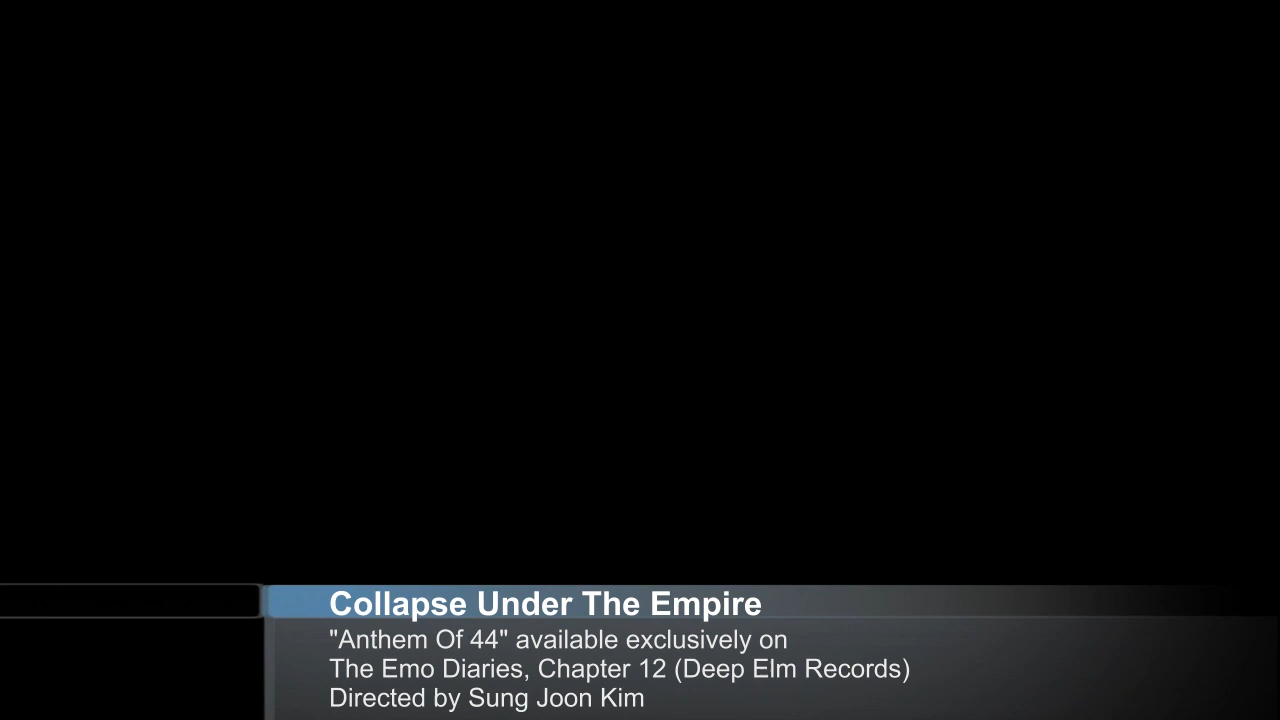 Collapse Under The Empire
"Anthem Of 44" available exclusively on
The Emo Diaries, Chapter 12 (Deep Elm Records)
Directed by Sung Joon Kim